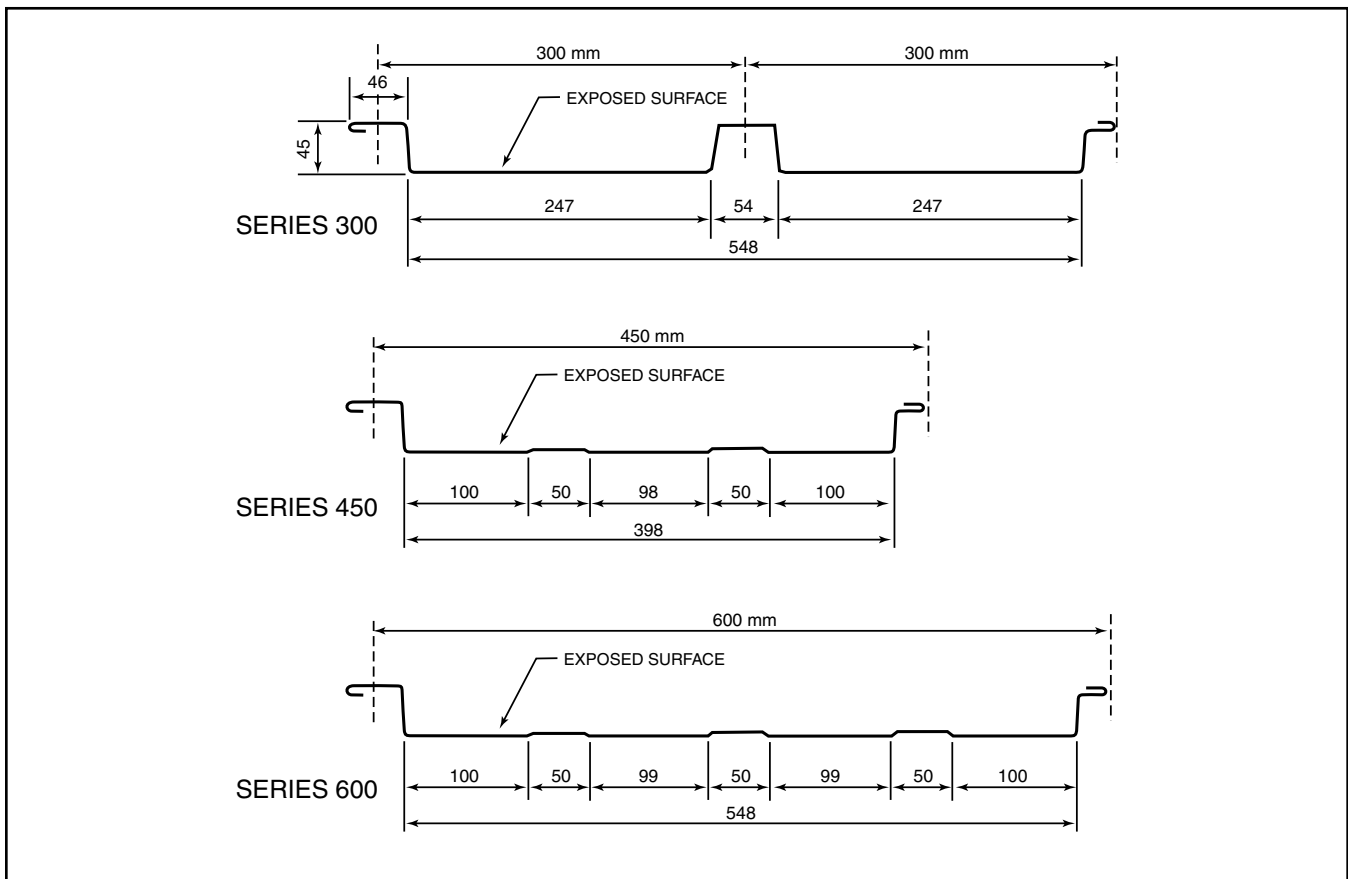 300 mm 300 mm
46
EXPOSED SURFACE
45
247 54 247
SERIES 300
548
450 mm
EXPOSED SURFACE
100 50 98 50 100
SERIES 450
398
600 mm
EXPOSED SURFACE
100 50 99 50 99 50 100
SERIES 600
548